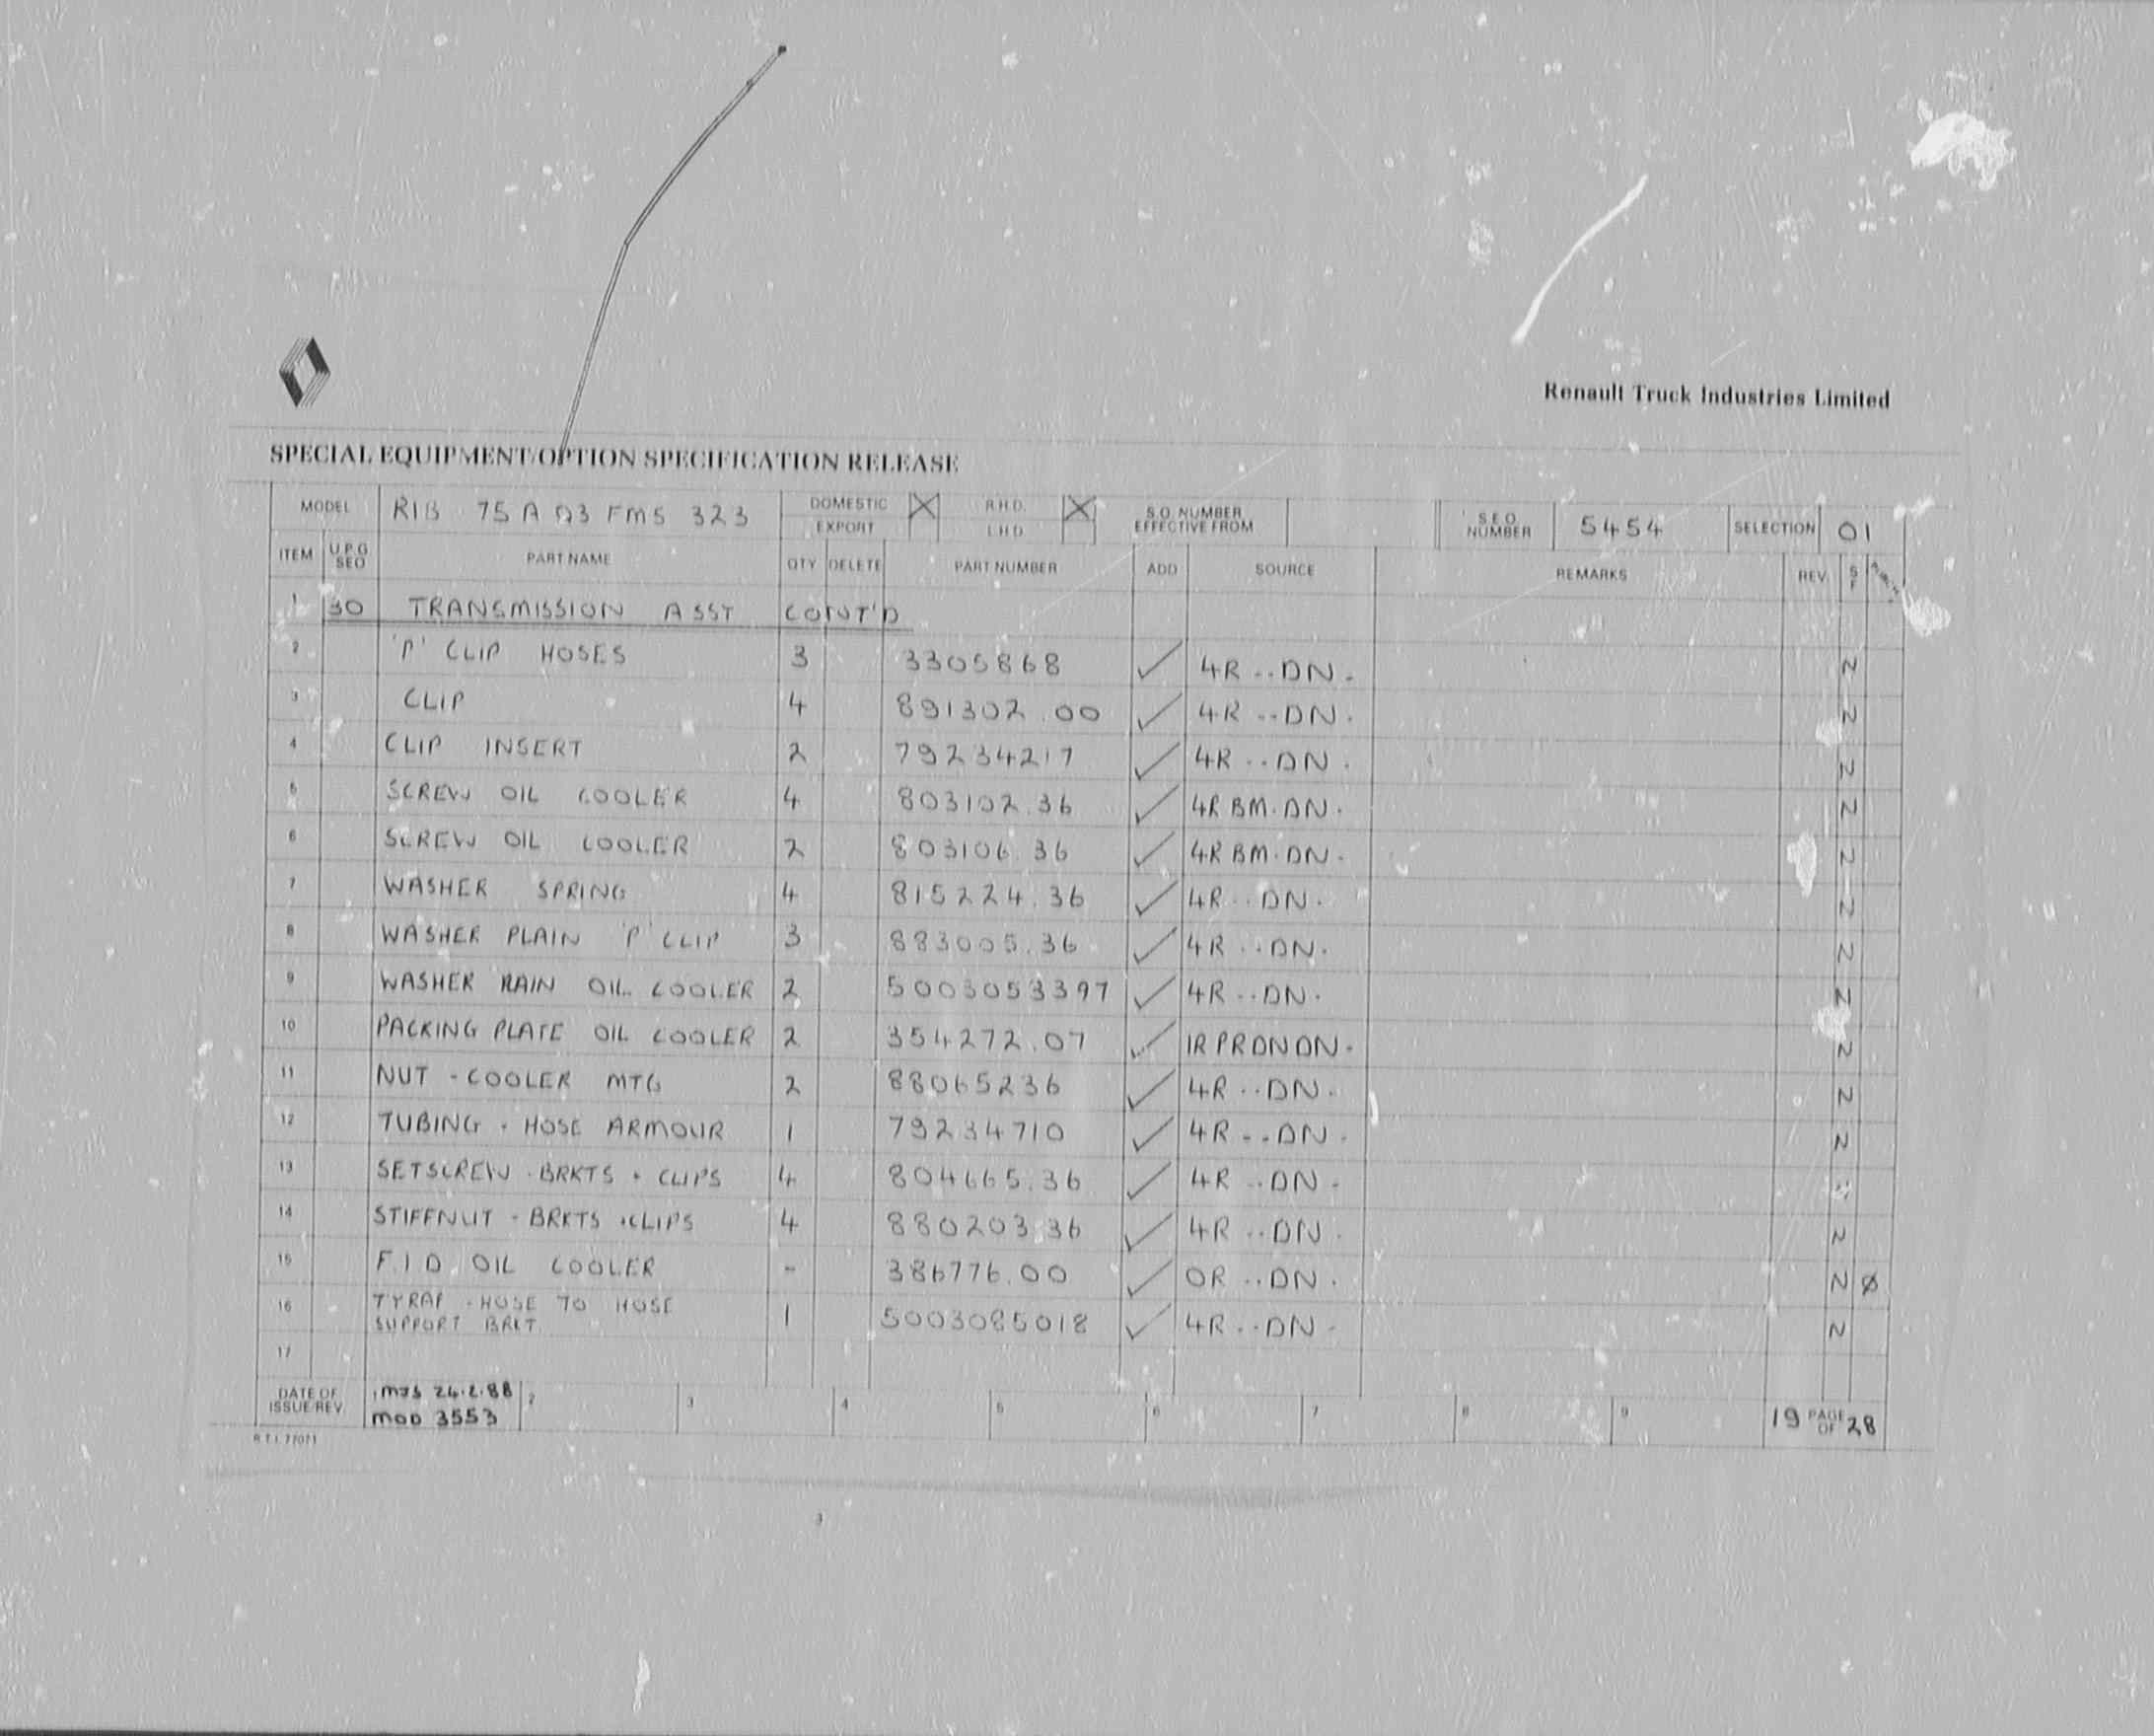 Renault Truck Industries Limited
SPECIAL EQUIPMENT/OPTION SPECIFICATION RELEASE
MODEL RIB 75 A 03 FMS 323 DOMESTIC X R.H.D. X S.O. NUMBER EFFECTIVE FROM S.E.O. NUMBER 5454 SELECTION 01
EXPORT L.H.D.
ITEM U.P.G SEQ PART NAME QTY DELETE PART NUMBER ADD SOURCE REMARKS REV. S F
1 30 TRANSMISSION ASSY CONT'D
2 'P' CLIP HOSES 3 3305868 ✓ 4R ..DN. N
3 CLIP 4 891302.00 ✓ 4R ..DN. N
4 CLIP INSERT 2 79234217 ✓ 4R ..DN. N
5 SCREW OIL COOLER 4 803102.36 ✓ 4R BM.DN. N
6 SCREW OIL COOLER 2 803106.36 ✓ 4R BM.DN. N
7 WASHER SPRING 4 815224.36 ✓ 4R ..DN. N
8 WASHER PLAIN 'P' CLIP 3 883005.36 ✓ 4R ..DN. N
9 WASHER PLAIN OIL COOLER 2 5003053397 ✓ 4R ..DN. N
10 PACKING PLATE OIL COOLER 2 354272.07 ✓ 1R PRDNDN. N
11 NUT - COOLER MTG 2 88065236 ✓ 4R ..DN. N
12 TUBING - HOSE ARMOUR 1 79234710 ✓ 4R ..DN. N
13 SETSCREW - BRKTS + CLIPS 4 804665.36 ✓ 4R ..DN.
14 STIFFNUT - BRKTS + CLIPS 4 880203.36 ✓ 4R ..DN. N
15 F.I.D. OIL COOLER - 386776.00 ✓ OR ..DN. N Ø
16 TYRAP - HOSE TO HOSE
SUPPORT BRKT 1 5003085018 ✓ 4R ..DN. N
17
DATE OF ISSUE/REV. 1 MJS 24.2.88 2 3 4 5 6 7 8 9 19 PAGE OF 28
MOD 3553
R.T.I. 77071